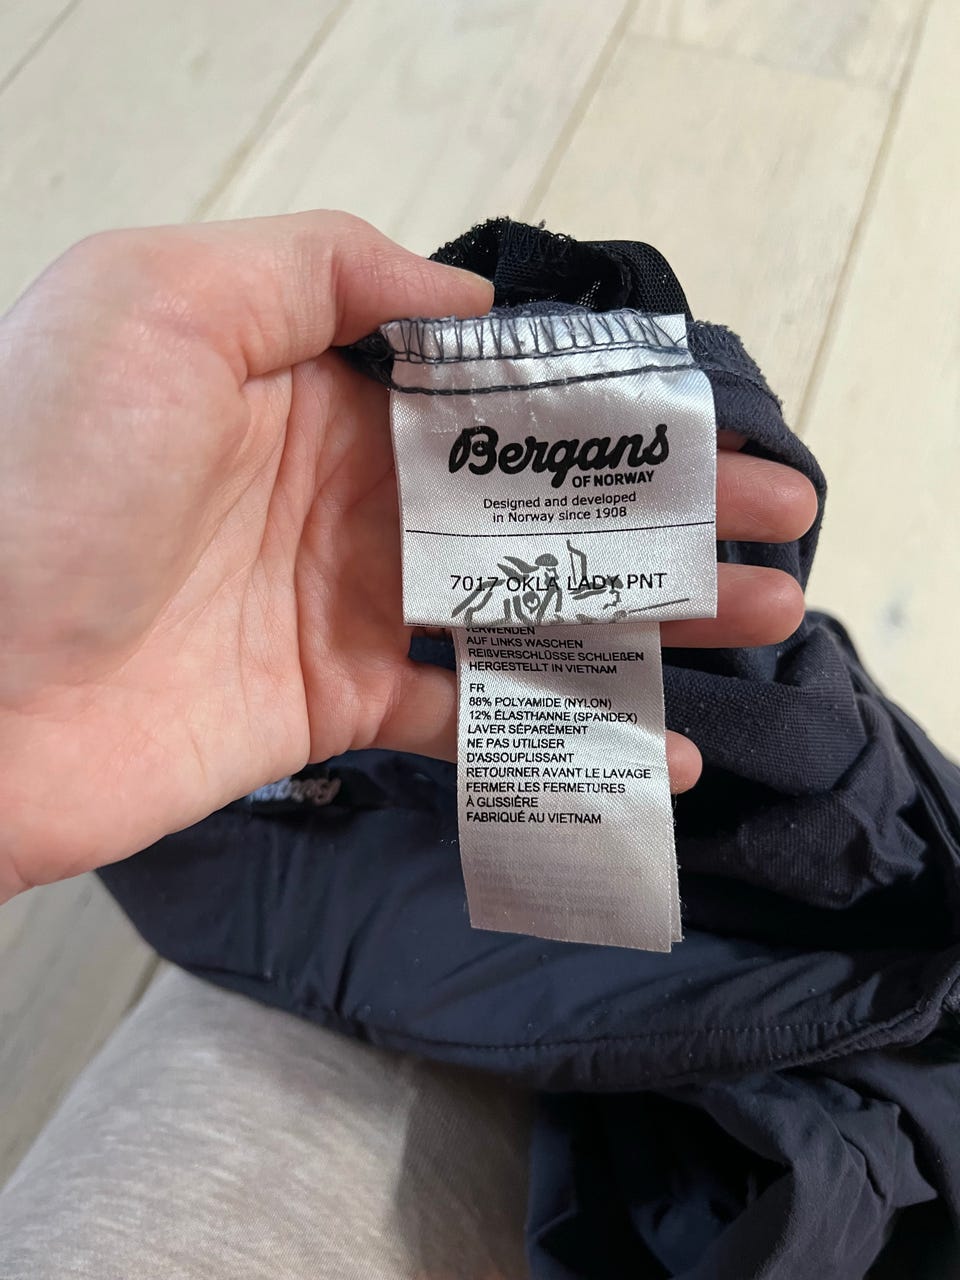 Bergans
OF NORWAY
Designed and developed
in Norway since 1908
7017 OKLA LADY PNT
VERWENDEN
AUF LINKS WASCHEN
REIßVERSCHLÜSSE SCHLIEßEN
HERGESTELLT IN VIETNAM
FR
88% POLYAMIDE (NYLON)
12% ÉLASTHANNE (SPANDEX)
LAVER SÉPARÉMENT
NE PAS UTILISER
D'ASSOUPLISSANT
RETOURNER AVANT LE LAVAGE
FERMER LES FERMETURES
À GLISSIÈRE
FABRIQUÉ AU VIETNAM
Bergans